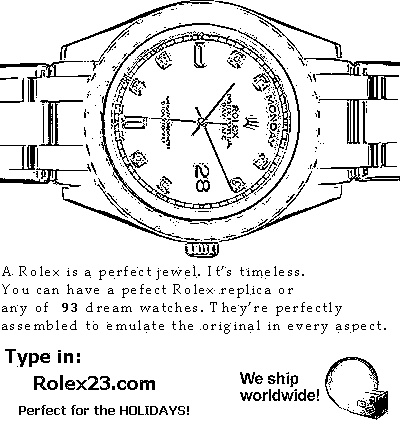 MONDAY
ROLEX
28
A Rolex is a perfect jewel. It's timeless.
You can have a pefect Rolex replica or
any of 93 dream watches. They're perfectly
assembled to emulate the original in every aspect.
Type in:
Rolex23.com
Perfect for the HOLIDAYS!
We ship
worldwide!